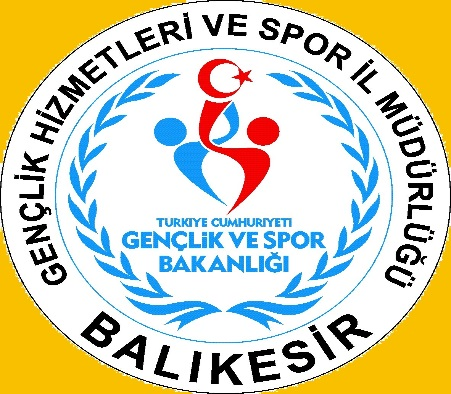 GENÇLİK HİZMETLERİ VE SPOR İL MÜDÜRLÜĞÜ
TÜRKİYE CUMHURİYETİ
GENÇLİK VE SPOR
BAKANLIĞI
BALIKESİR